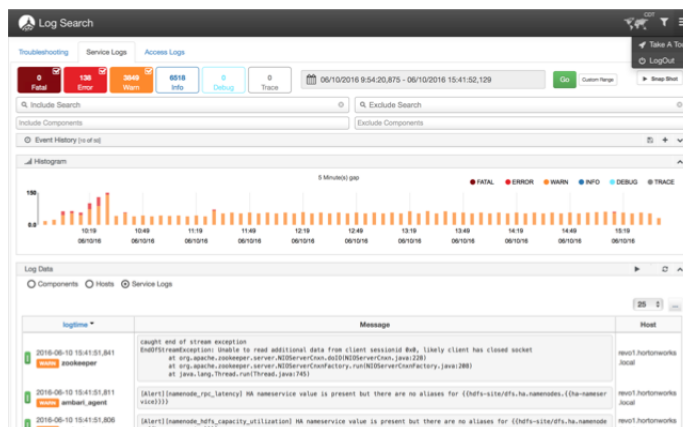 Log Search
CDT
Take A To
LogOut
Troubleshooting
Service Logs
Access Logs
0
Fatal
138
Error
3849
Warn
6518
Info
0
Debug
0
Trace
06/10/2016 9:54:20,875 - 06/10/2016 15:41:52,129
Go
Custom Range
Snap Shot
Include Search
Exclude Search
Include Components
Exclude Components
Event History
Histogram
5 Minute(s) gap
FATAL ERROR WARN INFO DEBUG TRACE
150
0.0
10:19 10:49 11:19 11:49 12:19 12:49 13:19 13:49 14:19 14:49 15:19
06/10/16 06/10/16 06/10/16 06/10/16 06/10/16 06/10/16 06/10/16 06/10/16 06/10/16 06/10/16 06/10/16
Log Data
Components Hosts Service Logs
25
...
logtime Message Host
2016-06-10 15:41:51,841
WARN zookeeper
caught end of stream exception
EndOfStreamException: Unable to read additional data from client sessionid 0x0, likely client has closed socket
at org.apache.zookeeper.server.NIOServerCnxn.doIO(NIOServerCnxn.java:228)
at org.apache.zookeeper.server.NIOServerCnxnFactory.run(NIOServerCnxnFactory.java:208)
at java.lang.Thread.run(Thread.java:745)
revo1.hortonworks
.local
2016-06-10 15:41:51,811
WARN ambari_agent
[Alert][namenode_rpc_latency] HA nameservice value is present but there are no aliases for {{hdfs-site/dfs.ha.namenodes.{{ha-nameser
vice}}}}
revo1.hortonworks
.local
2016-06-10 15:41:51,806
[Alert][namenode_hdfs_capacity_utilization] HA nameservice value is present but there are no aliases for {{hdfs-site/dfs.ha.namenode
revo1.hortonworks